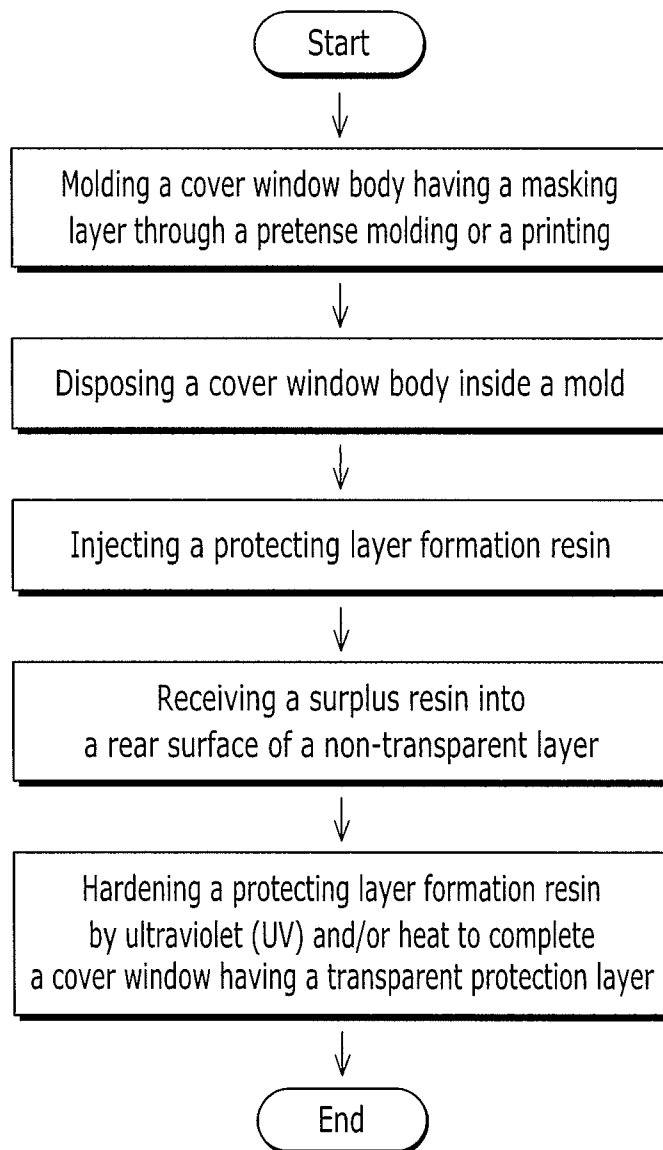 Start
Molding a cover window body having a masking
layer through a pretense molding or a printing
Disposing a cover window body inside a mold
Injecting a protecting layer formation resin
Receiving a surplus resin into
a rear surface of a non-transparent layer
Hardening a protecting layer formation resin
by ultraviolet (UV) and/or heat to complete
a cover window having a transparent protection layer
End